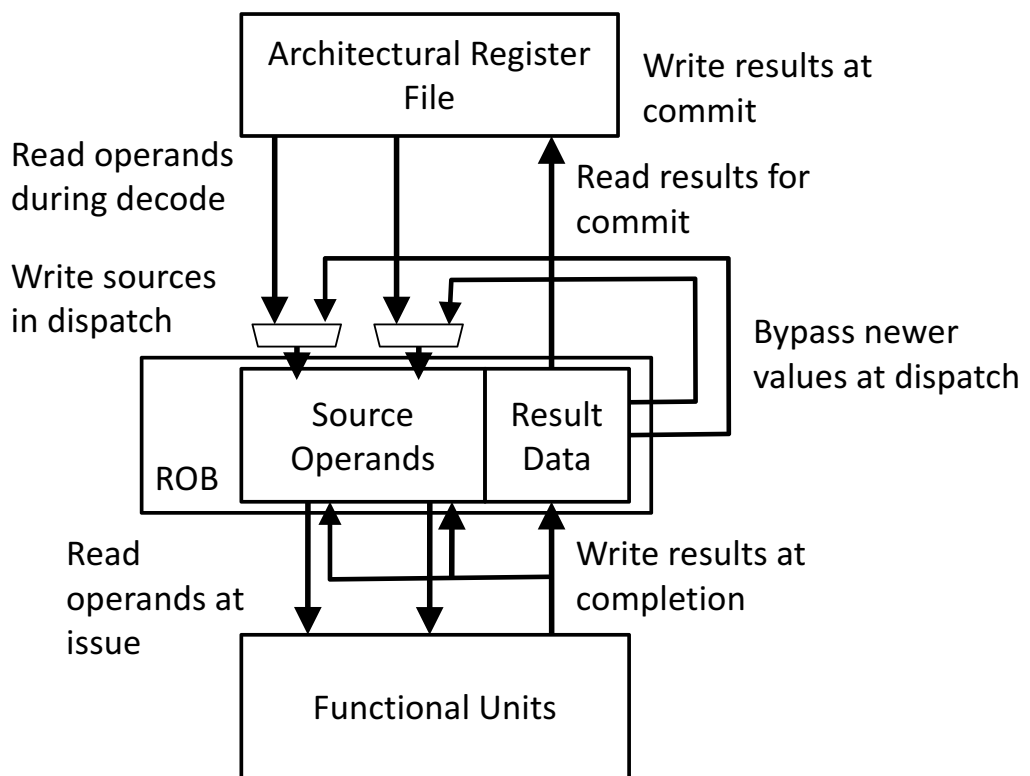 Architectural Register
File
Write results at
commit
Read operands
during decode
Read results for
commit
Write sources
in dispatch
Bypass newer
values at dispatch
Source
Operands
Result
Data
ROB
Read
operands at
issue
Write results at
completion
Functional Units